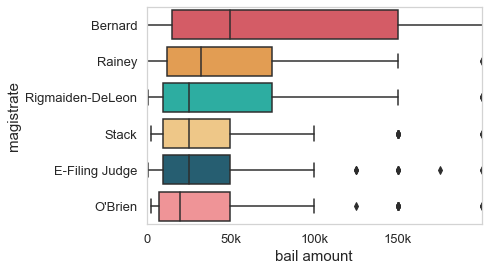 magistrate
Bernard
Rainey
Rigmaiden-DeLeon
Stack
E-Filing Judge
O'Brien
0 50k 100k 150k
bail amount